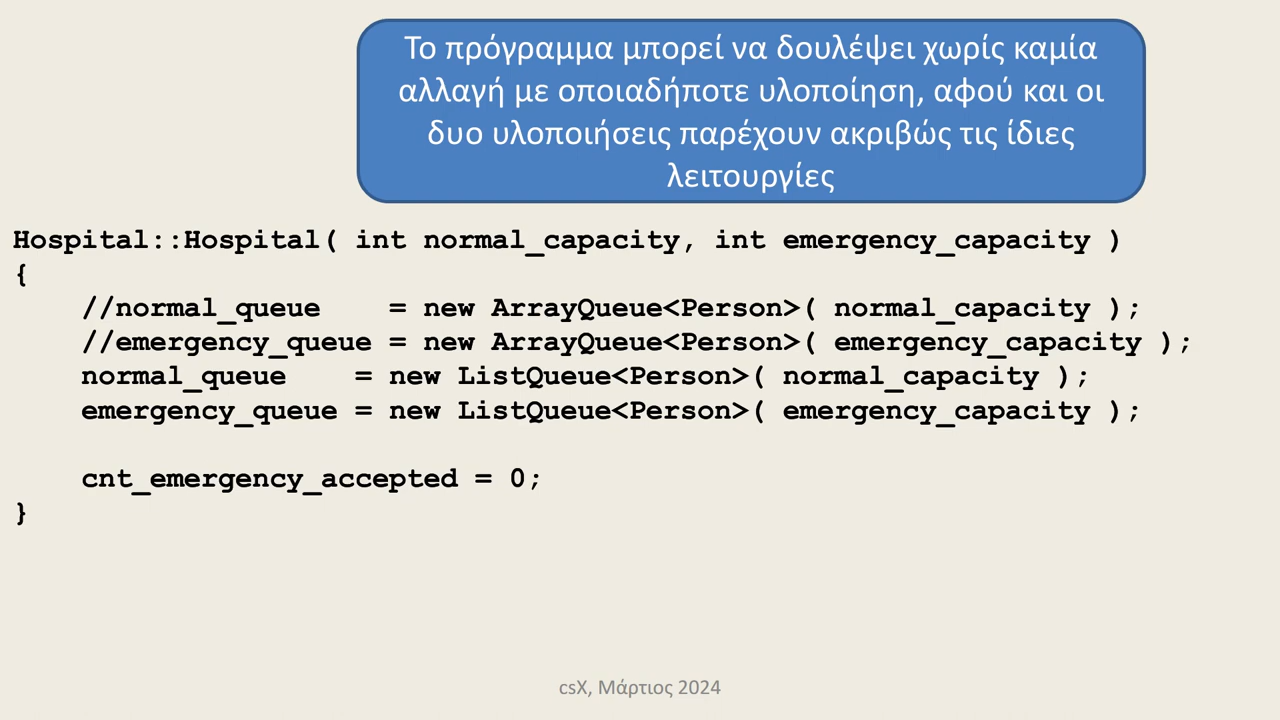 Το πρόγραμμα μπορεί να δουλέψει χωρίς καμία
αλλαγή με οποιαδήποτε υλοποίηση, αφού και οι
δυο υλοποιήσεις παρέχουν ακριβώς τις ίδιες
λειτουργίες
Hospital::Hospital( int normal_capacity, int emergency_capacity )
{
    //normal_queue    = new ArrayQueue<Person>( normal_capacity );
    //emergency_queue = new ArrayQueue<Person>( emergency_capacity );
    normal_queue    = new ListQueue<Person>( normal_capacity );
    emergency_queue = new ListQueue<Person>( emergency_capacity );
    cnt_emergency_accepted = 0;
}
csX, Μάρτιος 2024